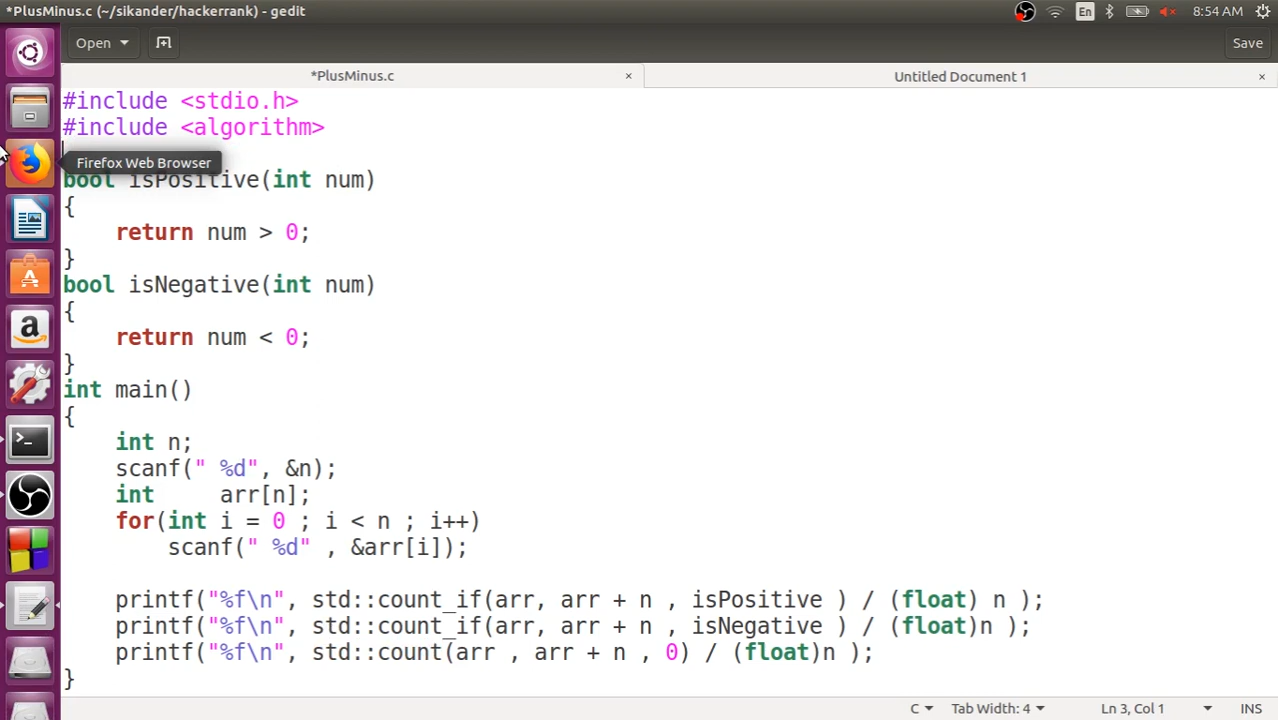 *PlusMinus.c (~/sikander/hackerrank) - gedit
En
8:54 AM
Open
Save
*PlusMinus.c ×
Untitled Document 1 ×
#include <stdio.h>
#include <algorithm>
Firefox Web Browser
bool isPositive(int num)
{
    return num > 0;
}
bool isNegative(int num)
{
    return num < 0;
}
int main()
{
    int n;
    scanf(" %d", &n);
    int     arr[n];
    for(int i = 0 ; i < n ; i++)
        scanf(" %d" , &arr[i]);
    printf("%f\n", std::count_if(arr, arr + n , isPositive ) / (float) n );
    printf("%f\n", std::count_if(arr, arr + n , isNegative ) / (float)n );
    printf("%f\n", std::count(arr , arr + n , 0) / (float)n );
}
C
Tab Width: 4
Ln 3, Col 1
INS